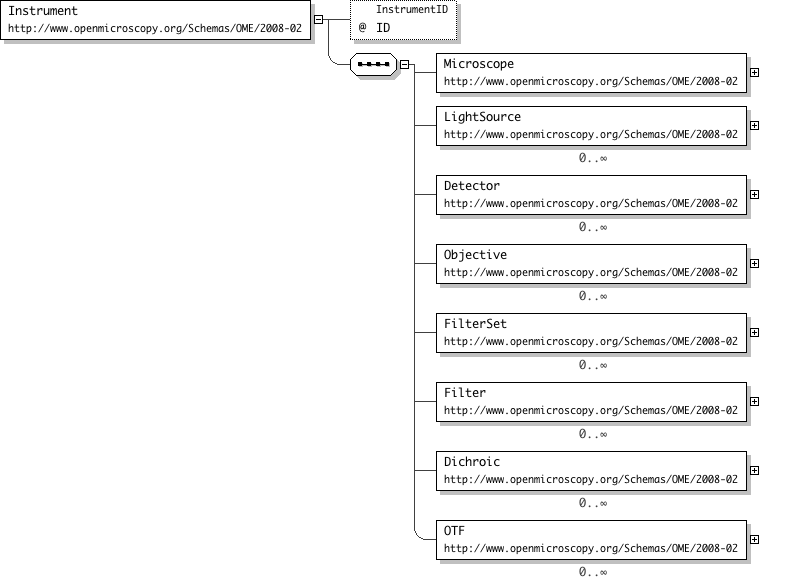 Instrument
http://www.openmicroscopy.org/Schemas/OME/2008-02
InstrumentID
@ ID
Microscope
http://www.openmicroscopy.org/Schemas/OME/2008-02
LightSource
http://www.openmicroscopy.org/Schemas/OME/2008-02
0..∞
Detector
http://www.openmicroscopy.org/Schemas/OME/2008-02
0..∞
Objective
http://www.openmicroscopy.org/Schemas/OME/2008-02
0..∞
FilterSet
http://www.openmicroscopy.org/Schemas/OME/2008-02
0..∞
Filter
http://www.openmicroscopy.org/Schemas/OME/2008-02
0..∞
Dichroic
http://www.openmicroscopy.org/Schemas/OME/2008-02
0..∞
OTF
http://www.openmicroscopy.org/Schemas/OME/2008-02
0..∞